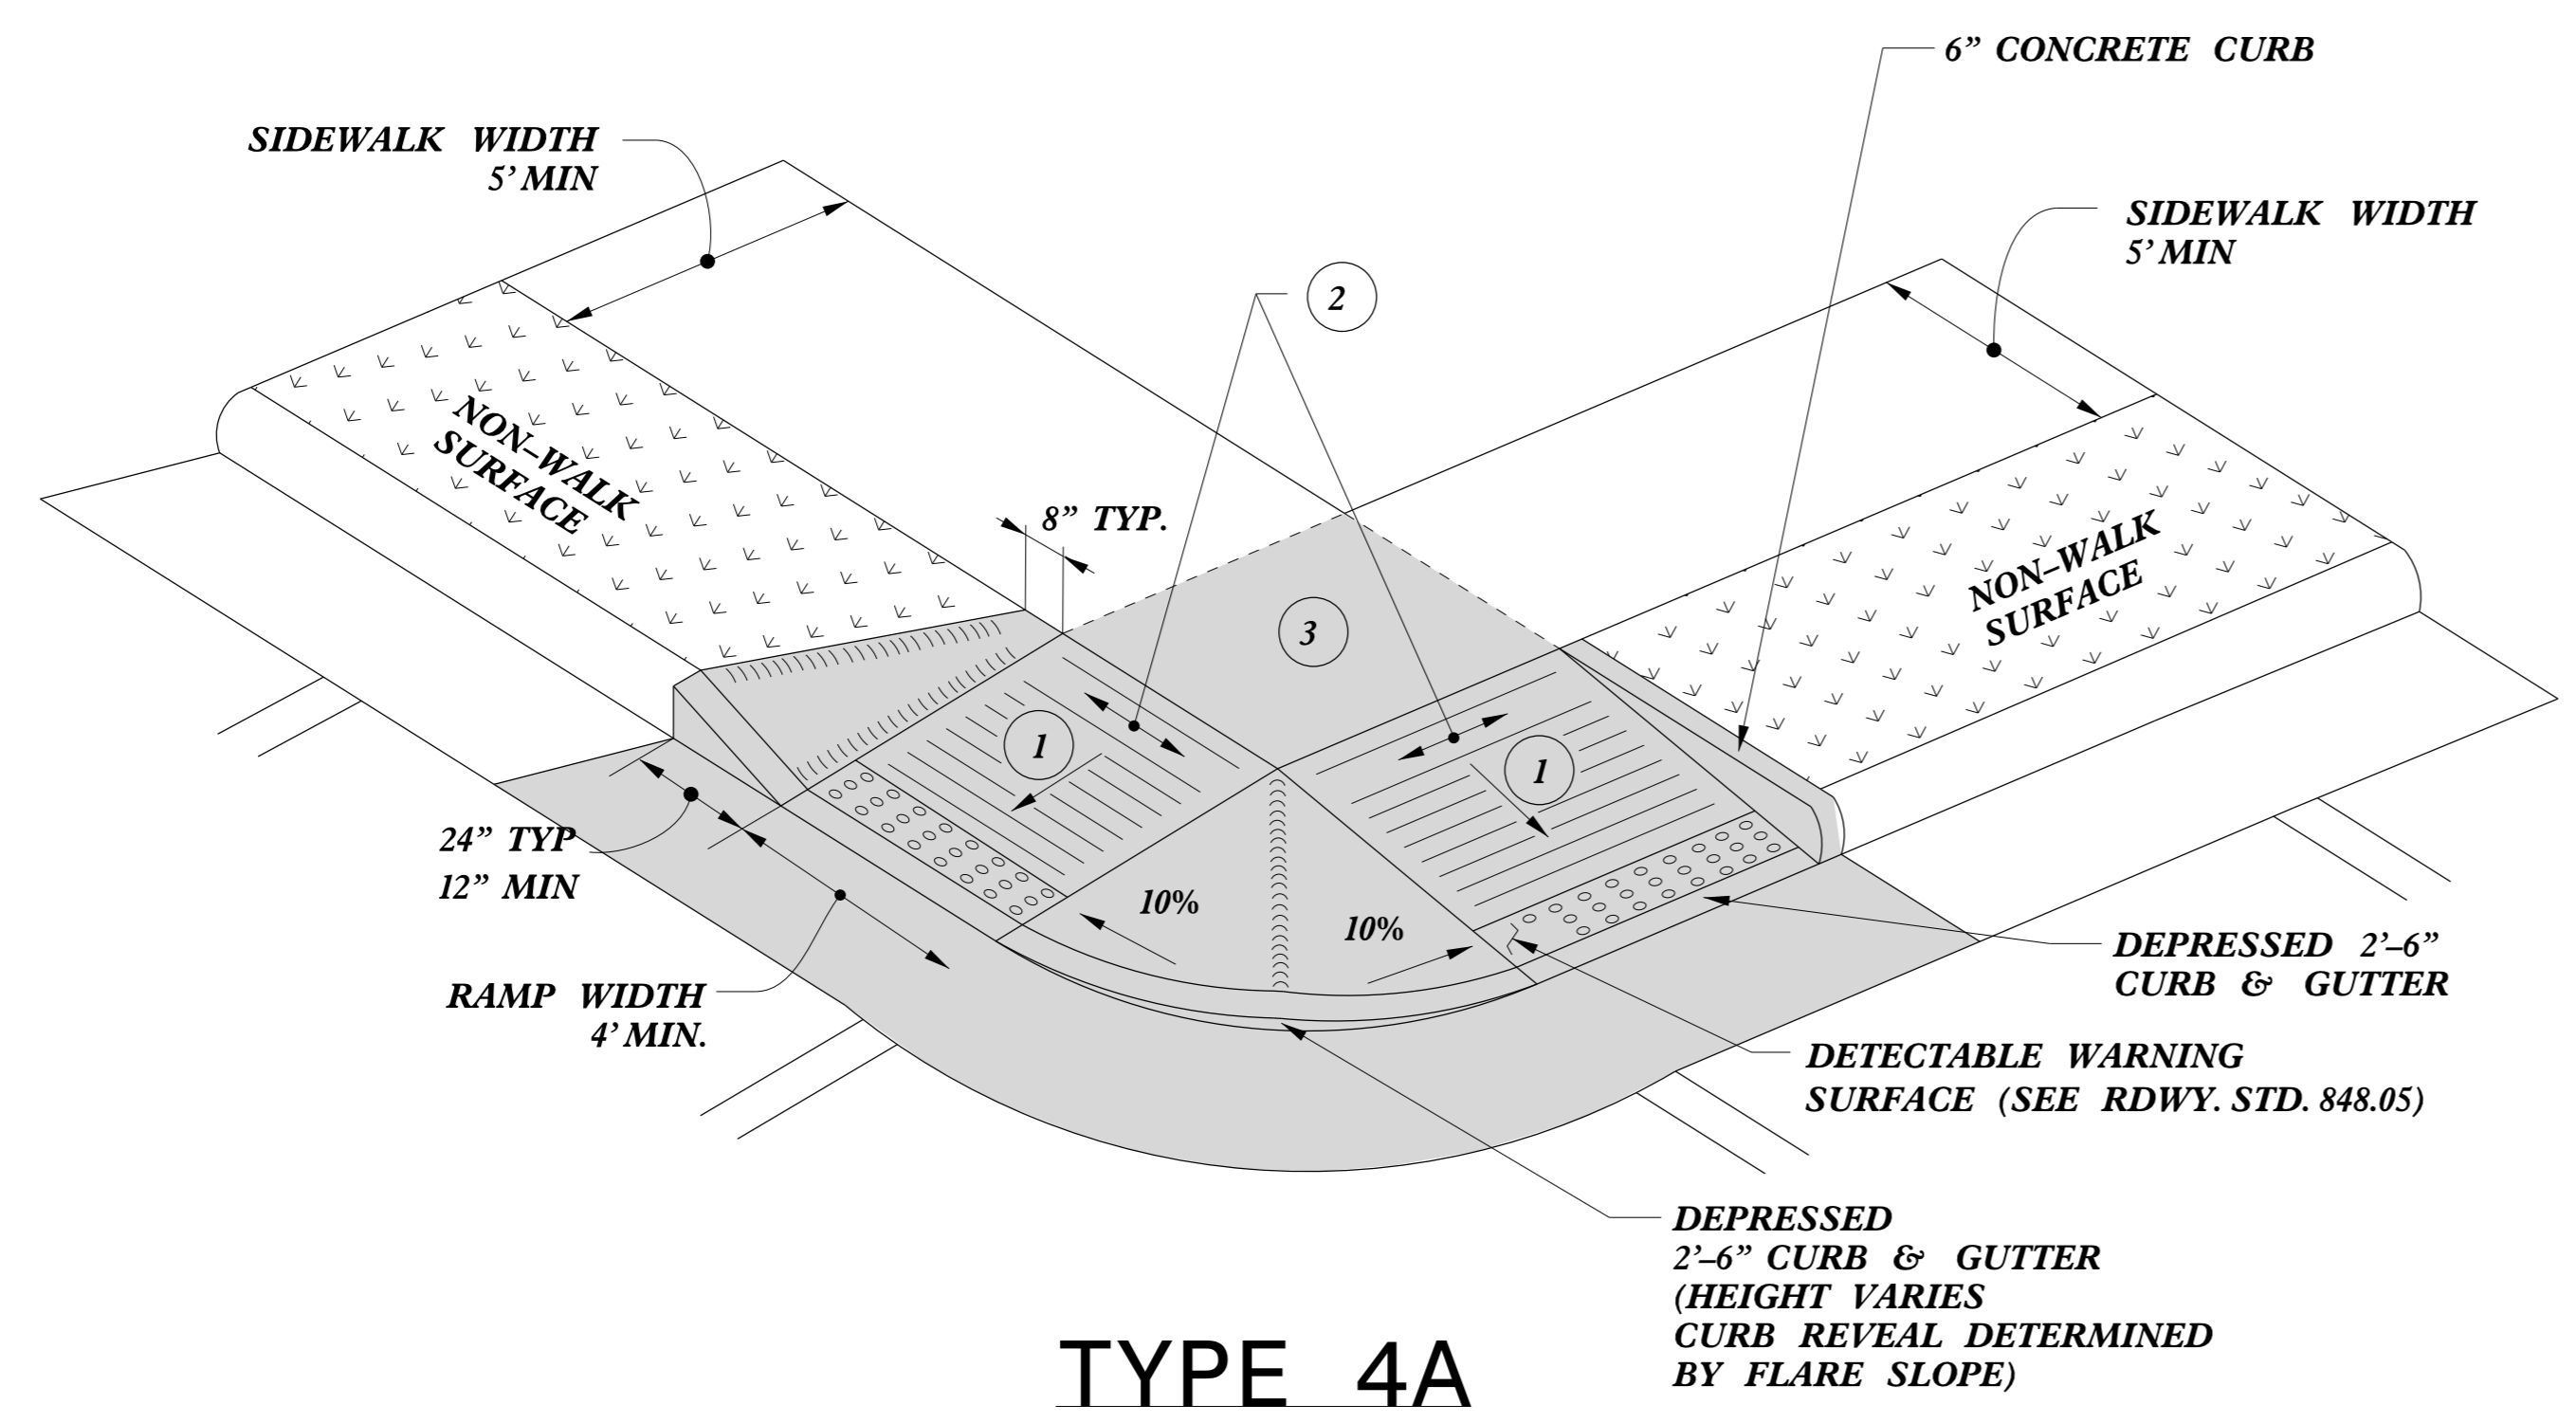 6” CONCRETE CURB
SIDEWALK WIDTH
5’ MIN
SIDEWALK WIDTH
5’ MIN
2
NON–WALK
SURFACE
8” TYP.
NON–WALK
SURFACE
3
1
1
24” TYP
12” MIN
10%
10%
RAMP WIDTH
4’ MIN.
DEPRESSED 2’–6”
CURB & GUTTER
DETECTABLE WARNING
SURFACE (SEE RDWY. STD. 848.05)
DEPRESSED
2’–6” CURB & GUTTER
(HEIGHT VARIES
CURB REVEAL DETERMINED
BY FLARE SLOPE)
TYPE 4A